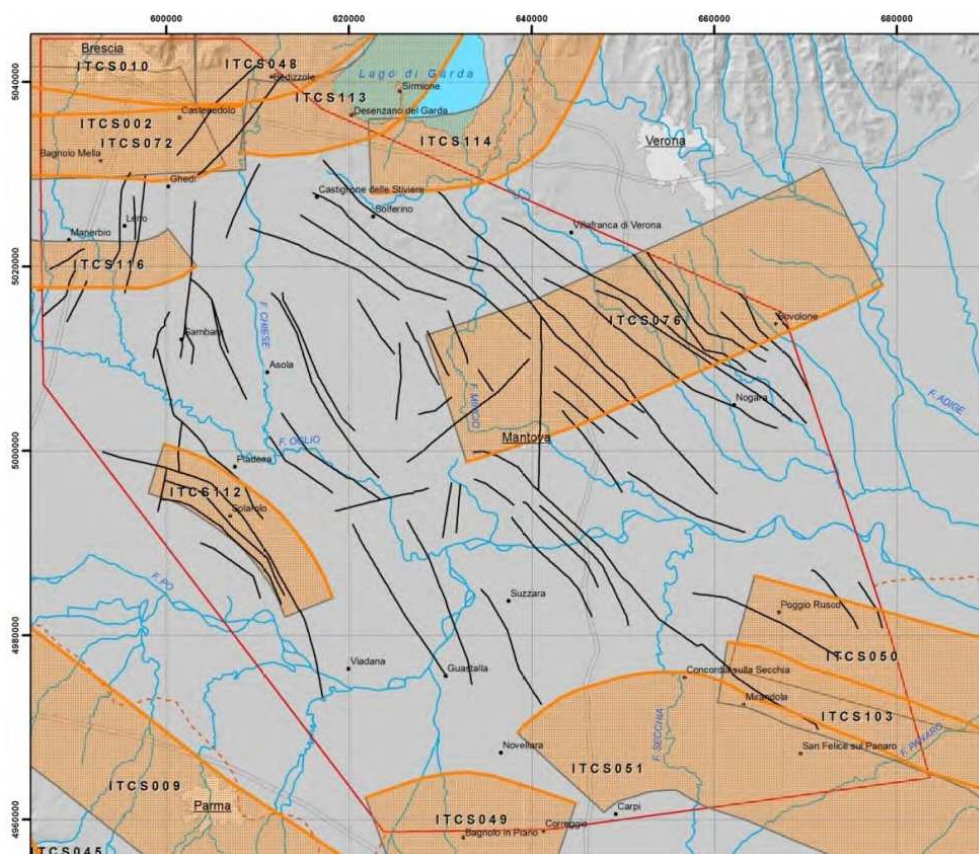 600000
620000
640000
660000
680000
5040000
5020000
5000000
4980000
4960000
Brescia
ITCS010
ITCS048
Lago di Garda
Sirmione
ITCS113
Desenzano del Garda
Castenedolo
ITCS002
ITCS072
ITCS114
Verona
Bagnolo Mella
Ghedi
Castiglione delle Stiviere
Solferino
Leno
Villafranca di Verona
Manerbio
ITCS116
F. CHIESE
ITCS076
Bovolone
Gambara
Asola
F. MINCIO
Nogara
F. ADIGE
F. OGLIO
Mantova
Piadena
ITCS112
Solarolo
F. PO
Suzzara
Poggio Rusco
ITCS050
Viadana
Guastalla
Concordia sulla Secchia
Mirandola
ITCS103
F. SECCHIA
F. PANARO
Novellara
San Felice sul Panaro
ITCS051
ITCS009
Parma
ITCS049
Carpi
Correggio
Bagnolo in Piano
ITCS045